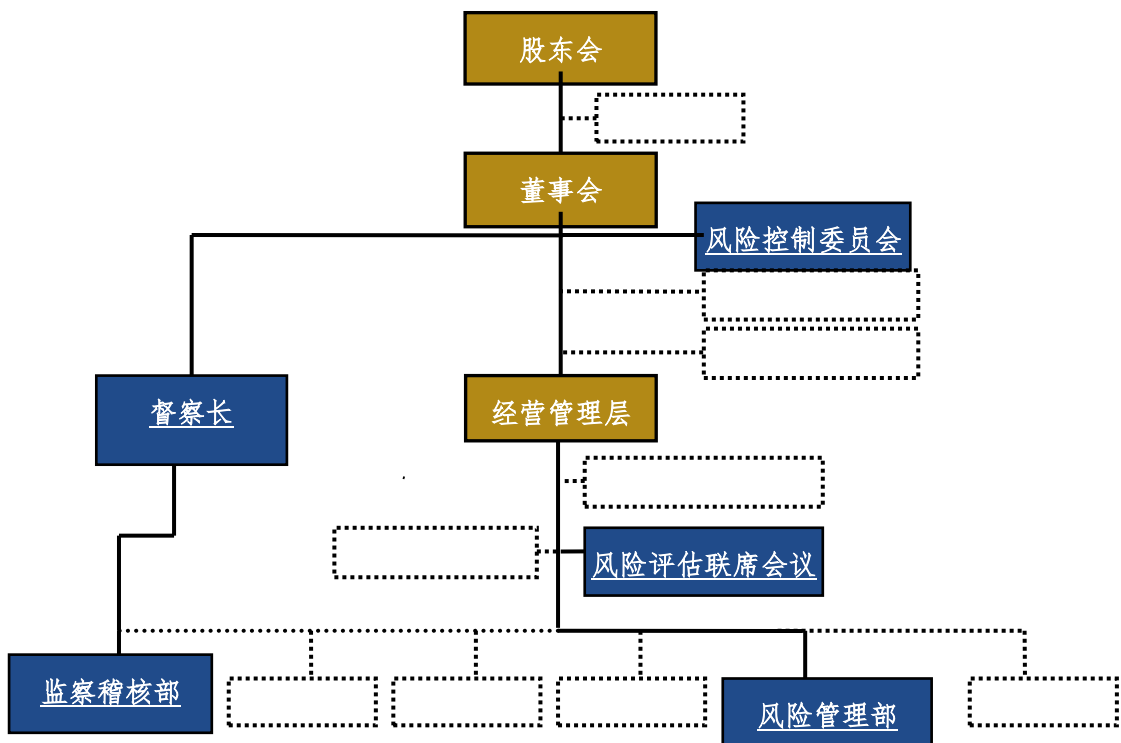 股东会
董事会
风险控制委员会
督察长
经营管理层
风险评估联席会议
监察稽核部
风险管理部